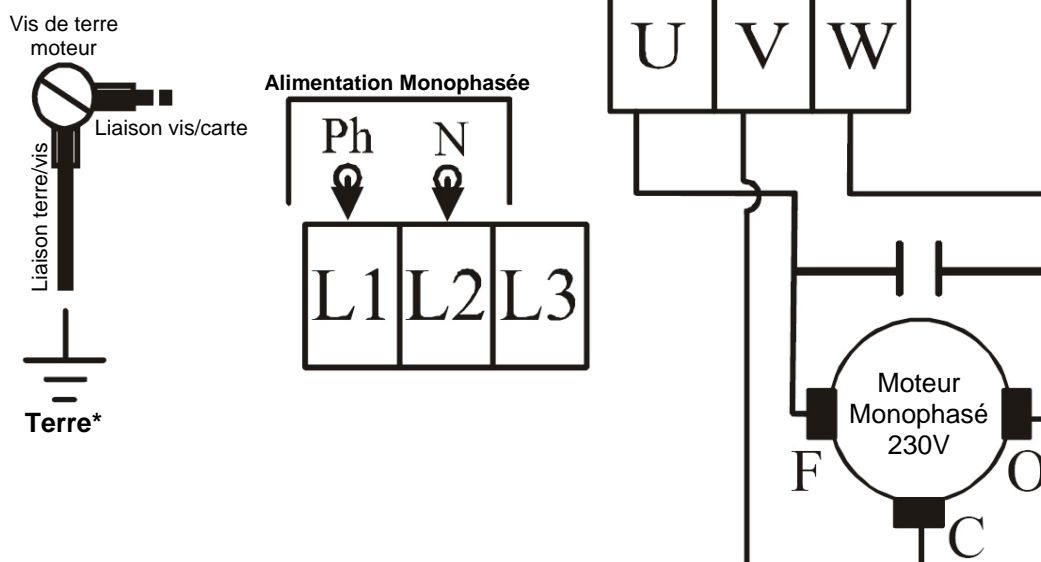 Vis de terre
moteur
Liaison vis/carte
Liaison terre/vis
Terre*
Alimentation Monophasée
Ph N
L1 L2 L3
U V W
Moteur
Monophasé
230V
F O
C